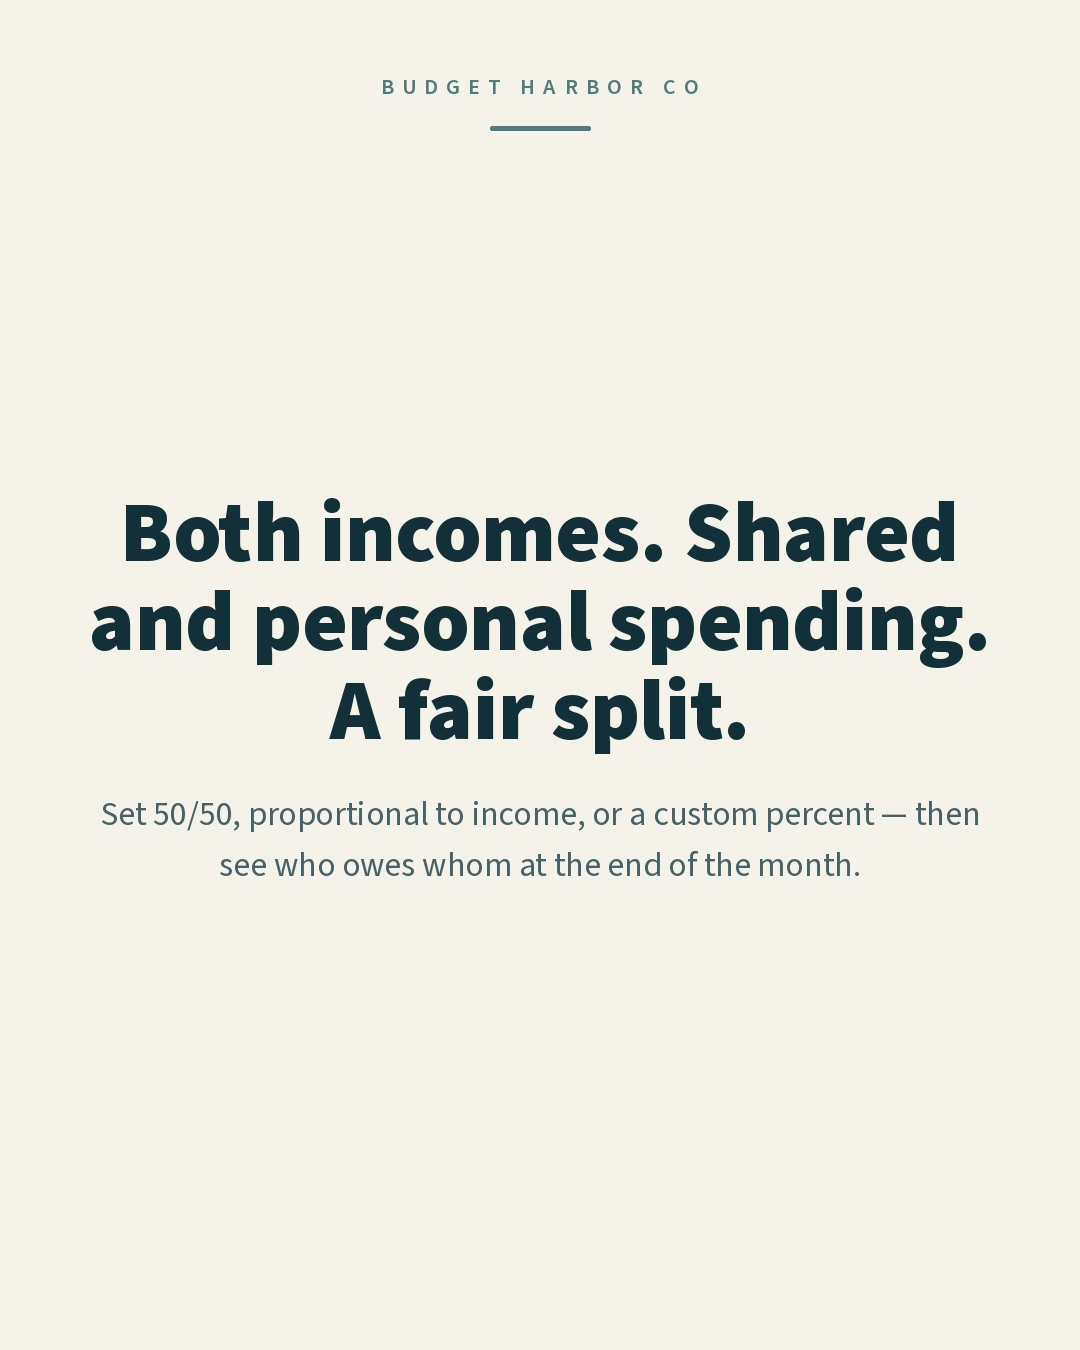 BUDGET HARBOR CO
Both incomes. Shared
and personal spending.
A fair split.
Set 50/50, proportional to income, or a custom percent — then
see who owes whom at the end of the month.